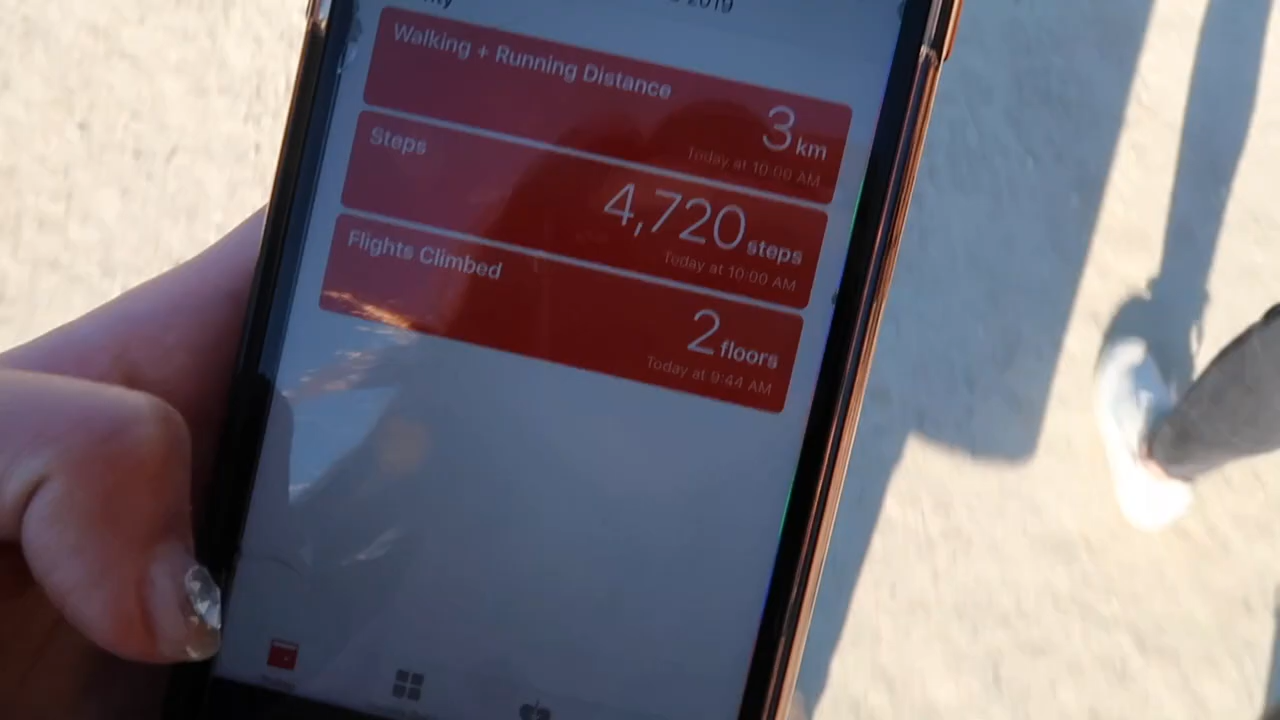 2019
Walking + Running Distance
3 km
Today at 10:00 AM
Steps
4,720 steps
Today at 10:00 AM
Flights Climbed
2 floors
Today at 9:44 AM